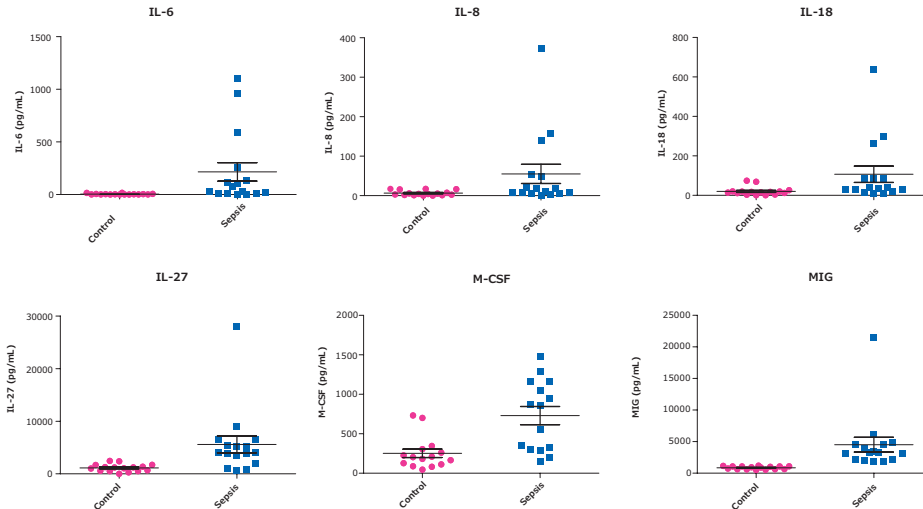 IL-6
IL-8
IL-18
1500
1000
500
0
IL-6 (pg/mL)
Control
Sepsis
400
300
200
100
0
IL-8 (pg/mL)
Control
Sepsis
800
600
400
200
0
IL-18 (pg/mL)
Control
Sepsis
IL-27
M-CSF
MIG
30000
20000
10000
0
IL-27 (pg/mL)
Control
Sepsis
2000
1500
1000
500
0
M-CSF (pg/mL)
Control
Sepsis
25000
20000
15000
10000
5000
0
MIG (pg/mL)
Control
Sepsis